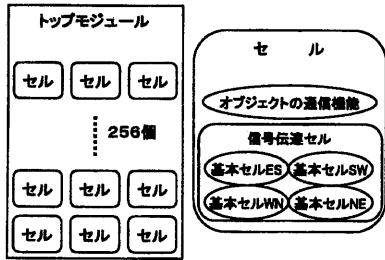 トップモジュール
セル セル セル
256個
セル セル セル
セル セル セル
セル
オブジェクトの通信機能
信号伝達セル
基本セルES 基本セルSW
基本セルWN 基本セルNE